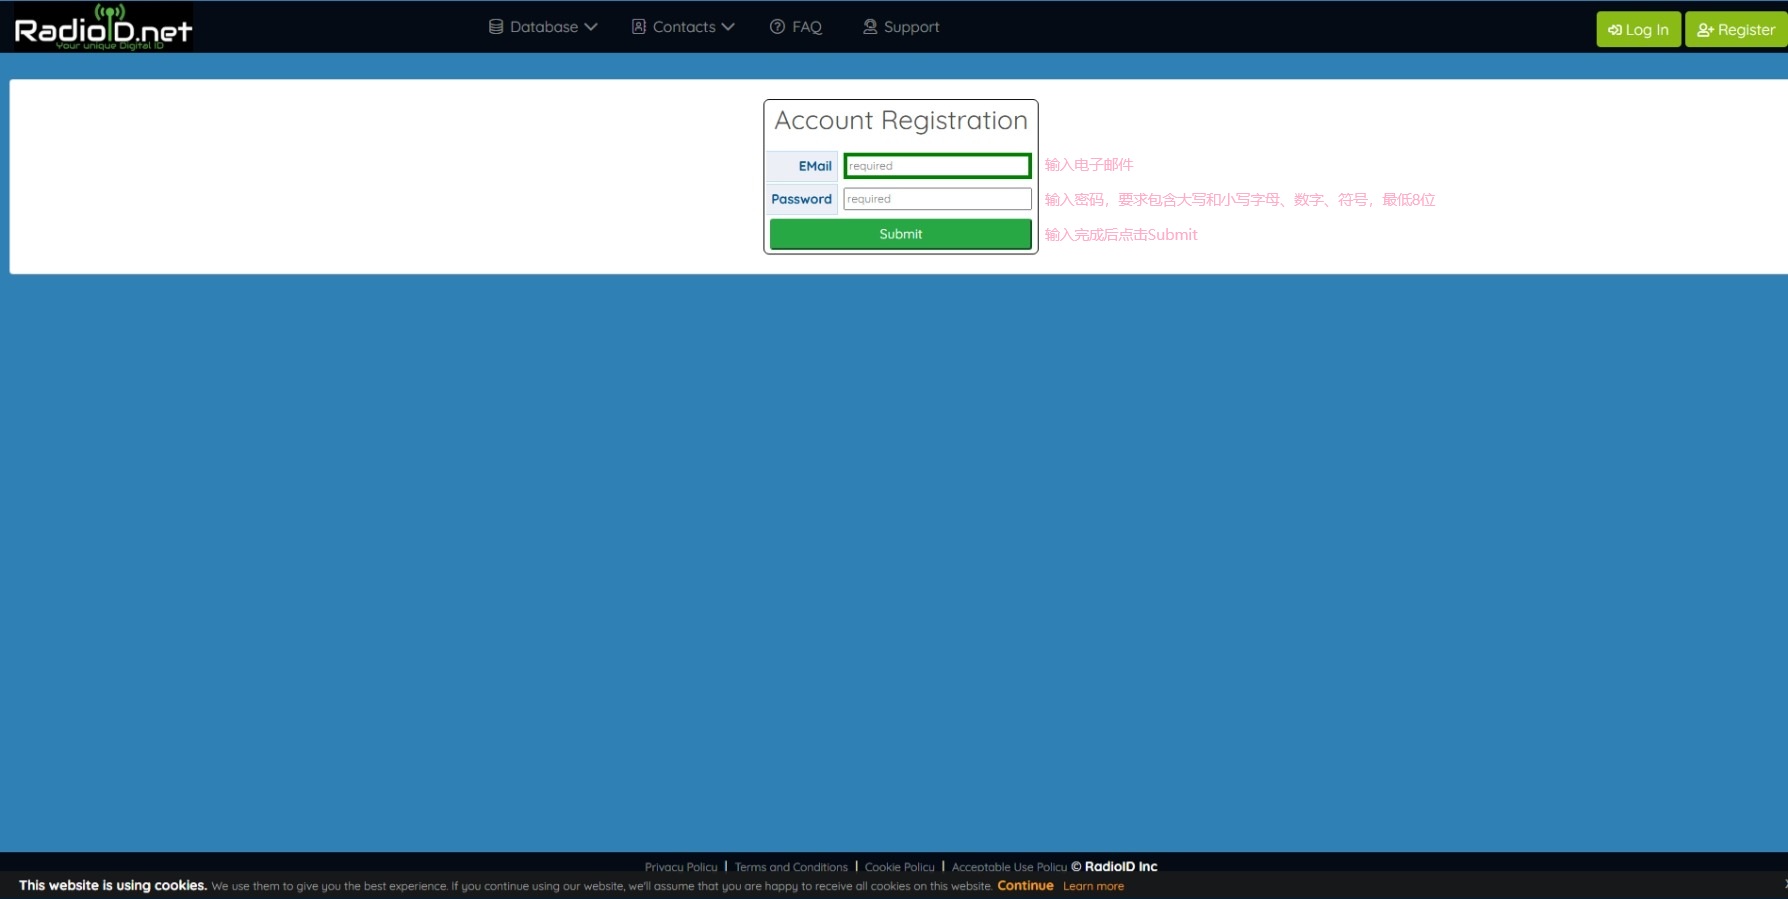 RadioID.net
Your unique Digital ID
Database
Contacts
FAQ
Support
Log In
Register
Account Registration
EMail
required
输入电子邮件
Password
required
输入密码，要求包含大写和小写字母、数字、符号，最低8位
Submit
输入完成后点击Submit
Privacy Policy | Terms and Conditions | Cookie Policy | Acceptable Use Policy © RadioID Inc
This website is using cookies. We use them to give you the best experience. If you continue using our website, we'll assume that you are happy to receive all cookies on this website. Continue Learn more